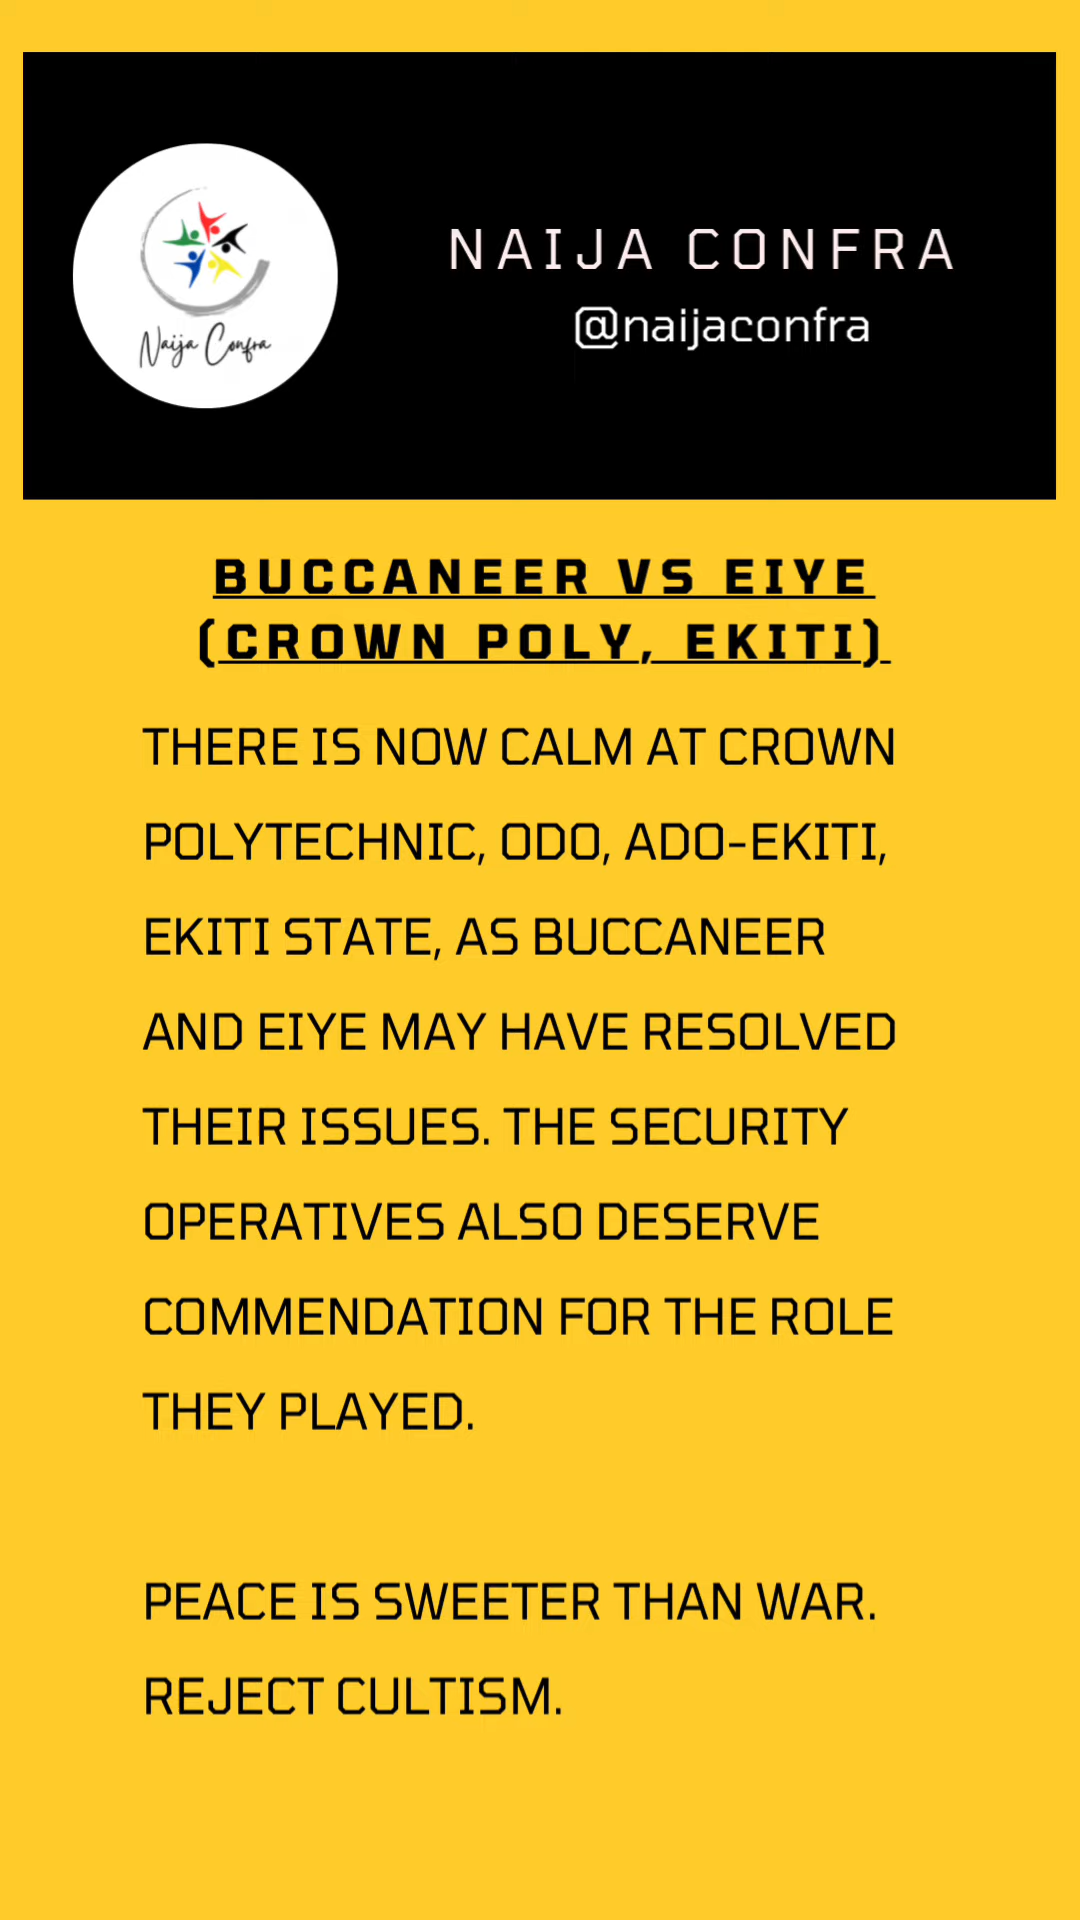 Naija Confra
NAIJA CONFRA
@naijaconfra
BUCCANEER VS EIYE
(CROWN POLY, EKITI)
THERE IS NOW CALM AT CROWN
POLYTECHNIC, ODO, ADO-EKITI,
EKITI STATE, AS BUCCANEER
AND EIYE MAY HAVE RESOLVED
THEIR ISSUES. THE SECURITY
OPERATIVES ALSO DESERVE
COMMENDATION FOR THE ROLE
THEY PLAYED.
PEACE IS SWEETER THAN WAR.
REJECT CULTISM.